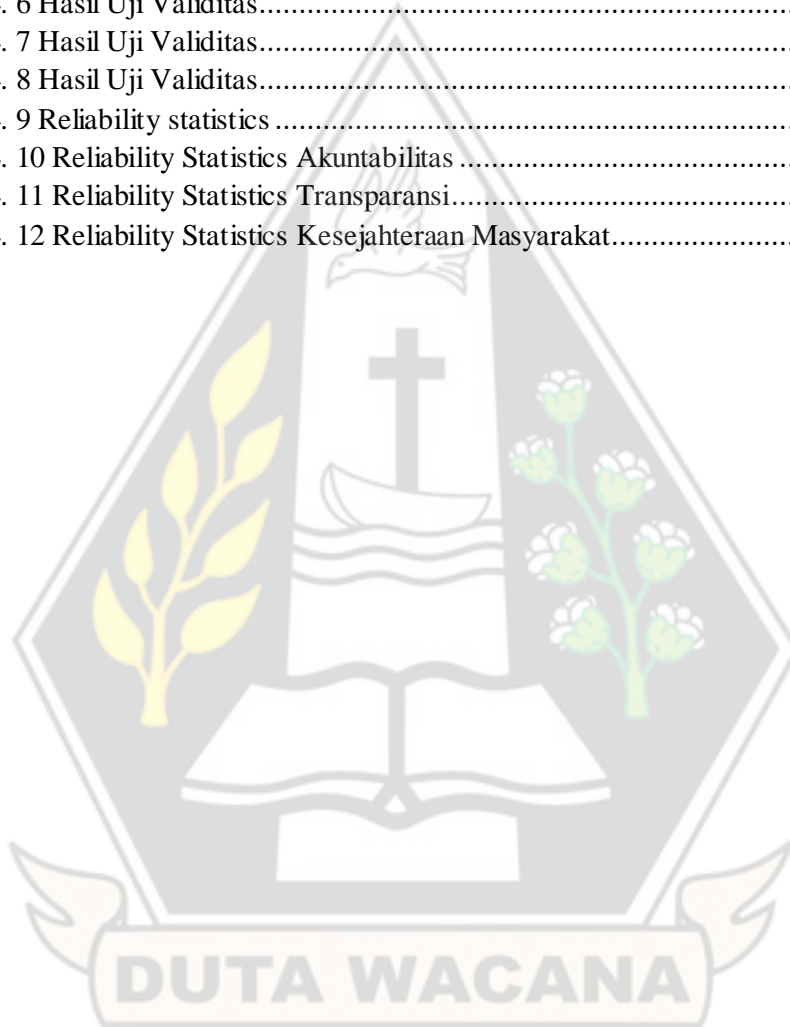 . 6 Hasil Uji Validitas...............................................................
. 7 Hasil Uji Validitas...............................................................
. 8 Hasil Uji Validitas...............................................................
. 9 Reliability statistics .............................................................
. 10 Reliability Statistics Akuntabilitas .......................................
. 11 Reliability Statistics Transparansi........................................
. 12 Reliability Statistics Kesejahteraan Masyarakat.....................
DUTA WACANA